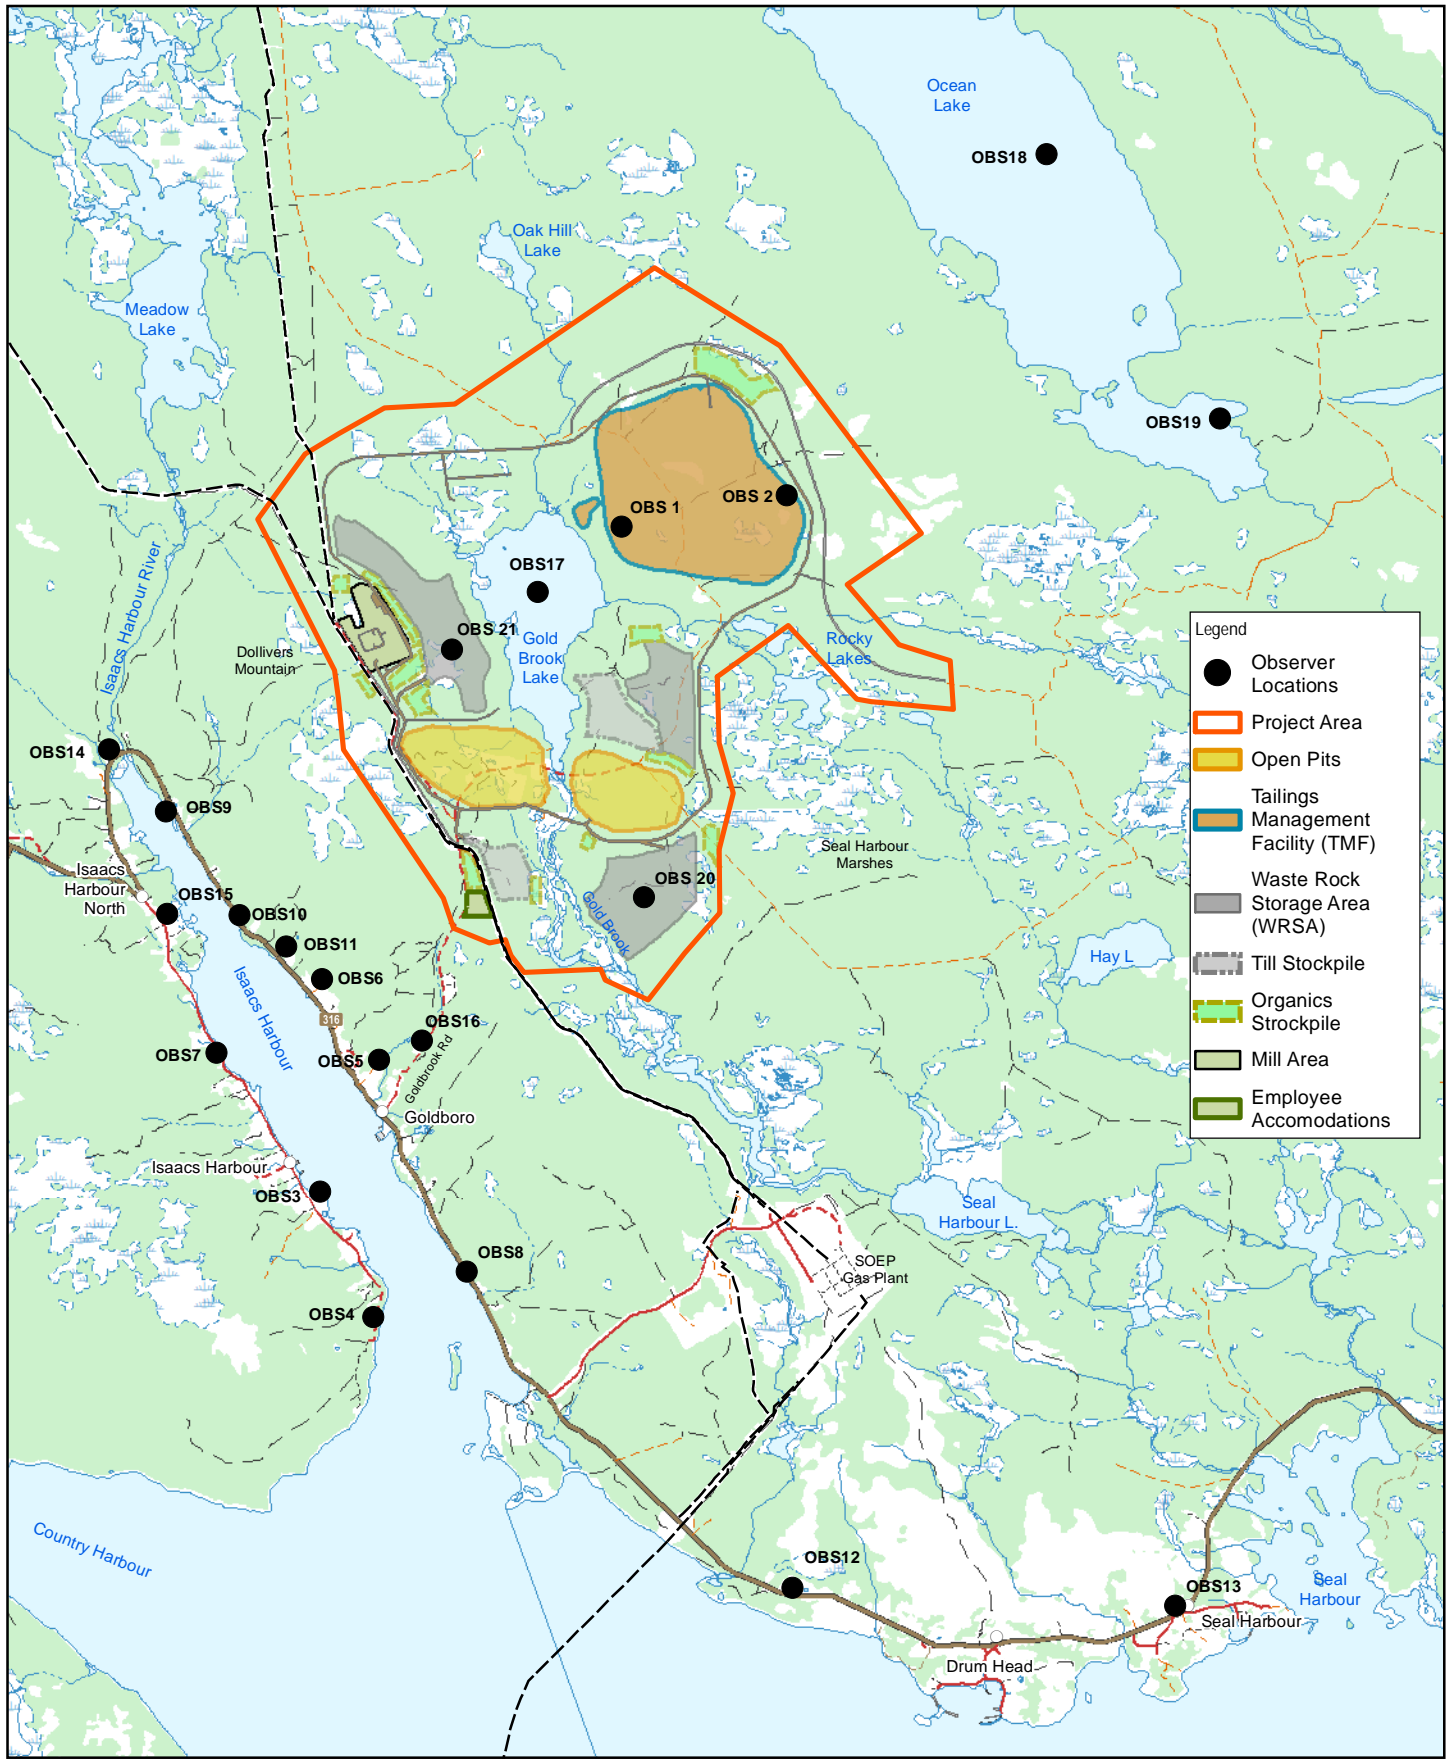 Ocean
Lake
OBS18
Oak Hill
Lake
Meadow
Lake
OBS19
OBS 2
OBS 1
OBS17
OBS 21
Gold
Brook
Lake
Rocky
Lakes
Isaacs Harbour River
Dollivers
Mountain
OBS14
OBS9
Seal Harbour
Marshes
Isaacs
Harbour
North
OBS15
OBS10
OBS 20
Gold Brook
OBS11
OBS6
Hay L
Isaacs Harbour
316
OBS16
OBS7
OBS5
Goldbrook Rd
Goldboro
Isaacs Harbour
OBS3
Seal
Harbour L.
OBS8
SOEP
Gas Plant
OBS4
Country Harbour
OBS12
OBS13
Seal
Harbour
Seal Harbour
Drum Head
Legend
Observer
Locations
Project Area
Open Pits
Tailings
Management
Facility (TMF)
Waste Rock
Storage Area
(WRSA)
Till Stockpile
Organics
Strockpile
Mill Area
Employee
Accomodations